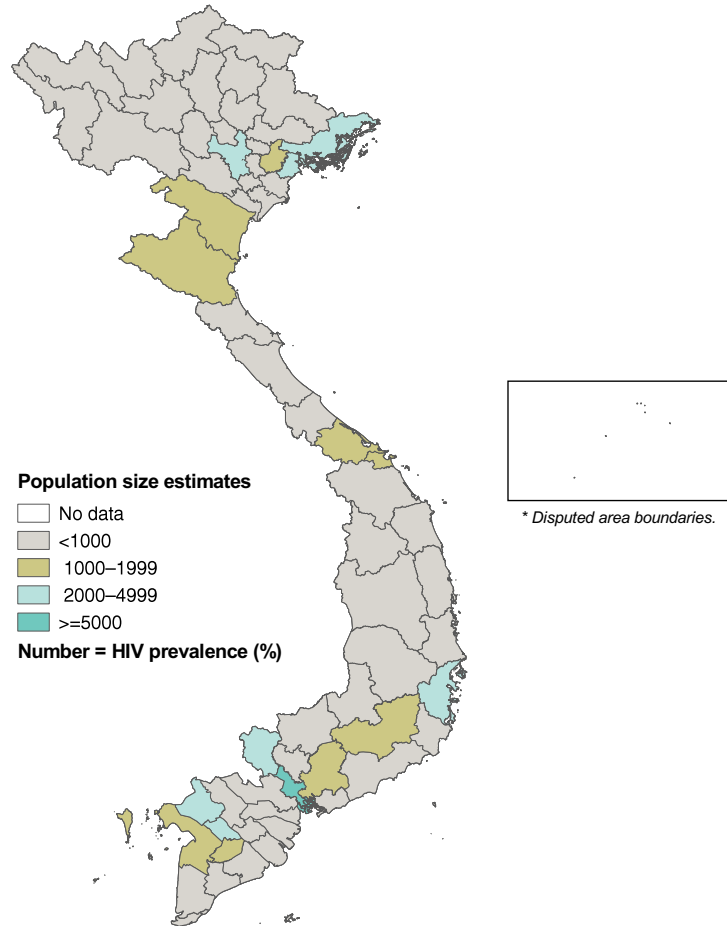 Population size estimates
No data
<1000
1000–1999
2000–4999
>=5000
Number = HIV prevalence (%)
* Disputed area boundaries.